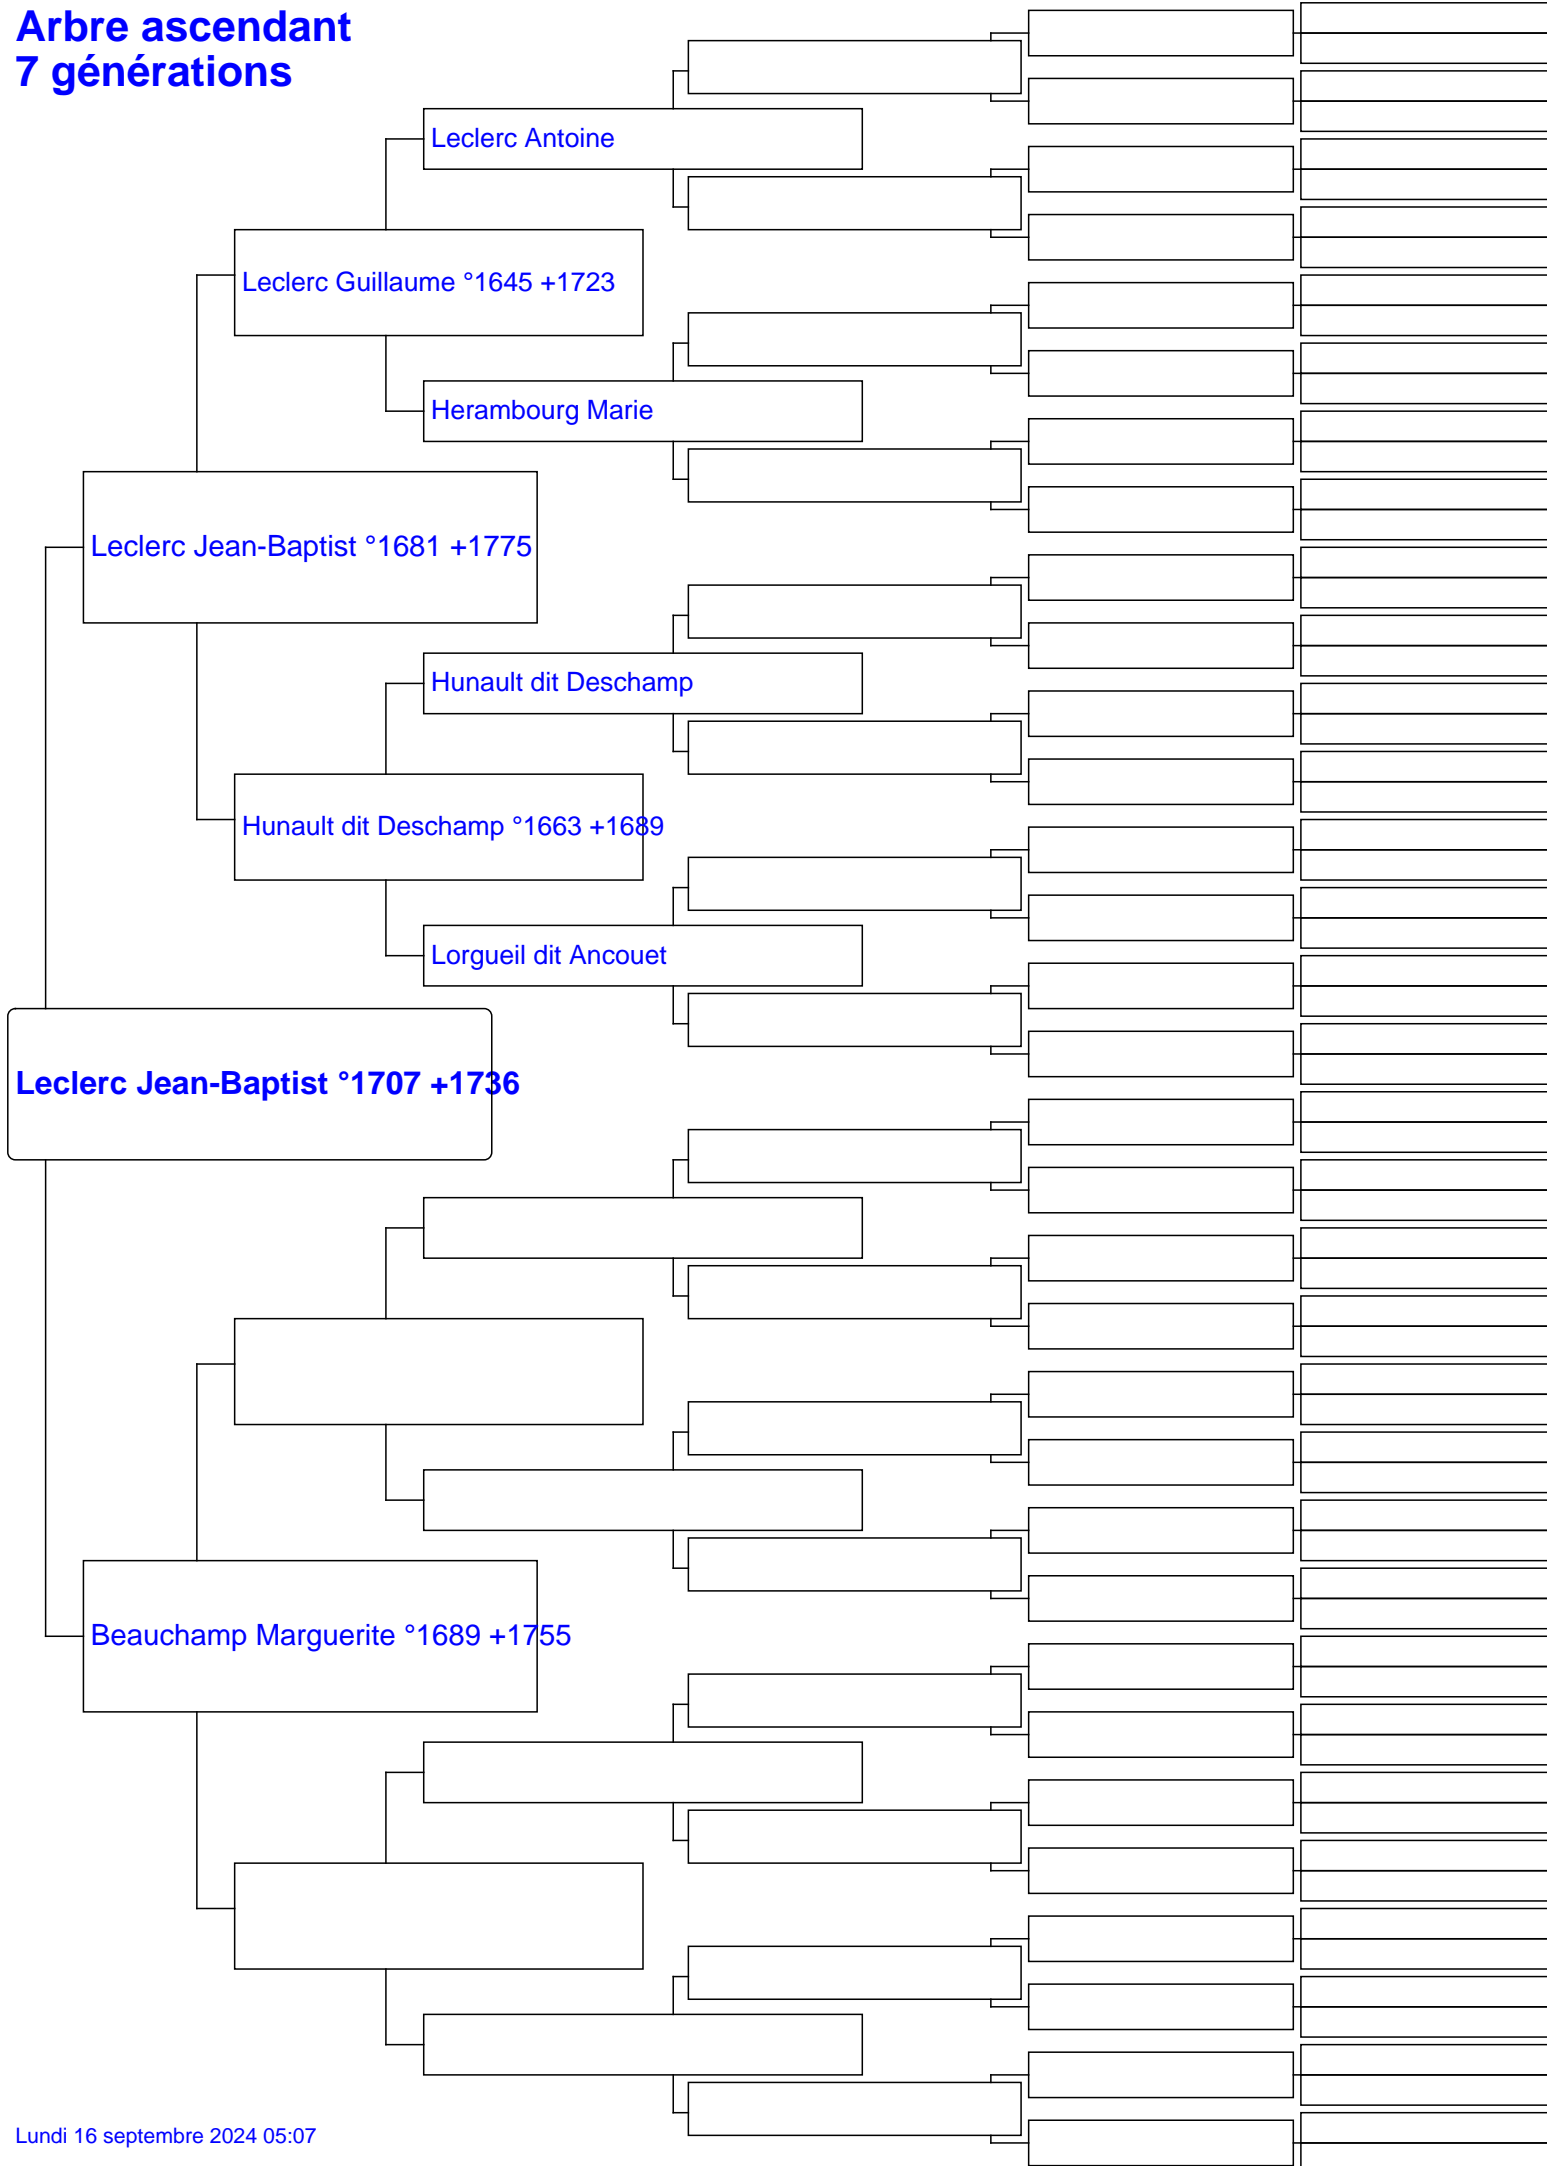 Arbre ascendant
7 générations
Leclerc Antoine
Leclerc Guillaume °1645 +1723
Herambourg Marie
Leclerc Jean-Baptist °1681 +1775
Hunault dit Deschamp
Hunault dit Deschamp °1663 +1689
Lorgueil dit Ancouet
Leclerc Jean-Baptist °1707 +1736
Beauchamp Marguerite °1689 +1755
Lundi 16 septembre 2024 05:07